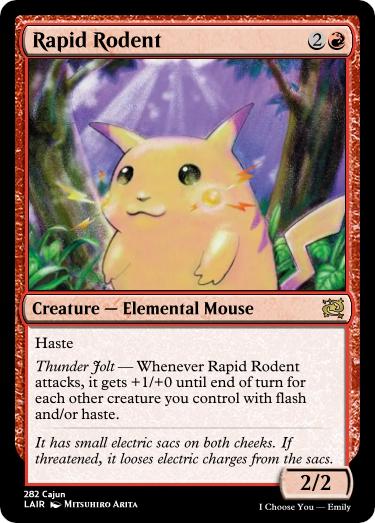 Rapid Rodent 2
Creature — Elemental Mouse
Haste
Thunder Jolt — Whenever Rapid Rodent
attacks, it gets +1/+0 until end of turn for
each other creature you control with flash
and/or haste.
It has small electric sacs on both cheeks. If
threatened, it looses electric charges from the sacs.
2/2
282 Cajun
LAIR Mitsuhiro Arita
I Choose You — Emily